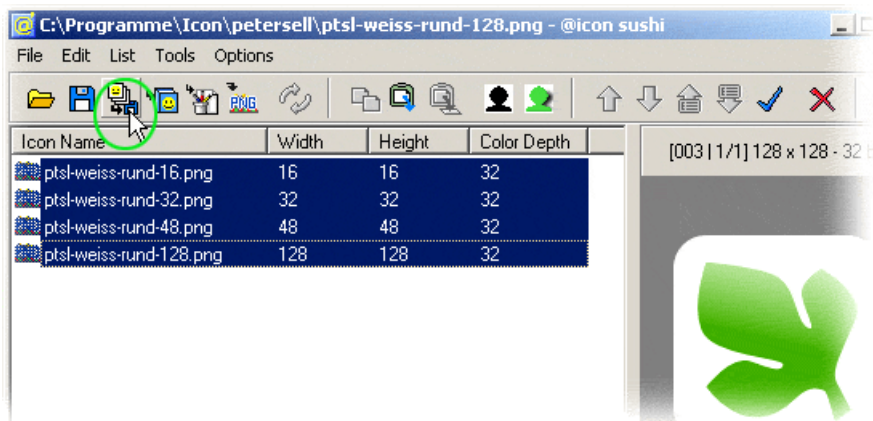 C:\Programme\Icon\petersell\ptsl-weiss-rund-128.png - @icon sushi
File Edit List Tools Options
PNG
Icon Name Width Height Color Depth
[003 | 1/1] 128 x 128 - 32
ptsl-weiss-rund-16.png 16 16 32
ptsl-weiss-rund-32.png 32 32 32
ptsl-weiss-rund-48.png 48 48 32
ptsl-weiss-rund-128.png 128 128 32